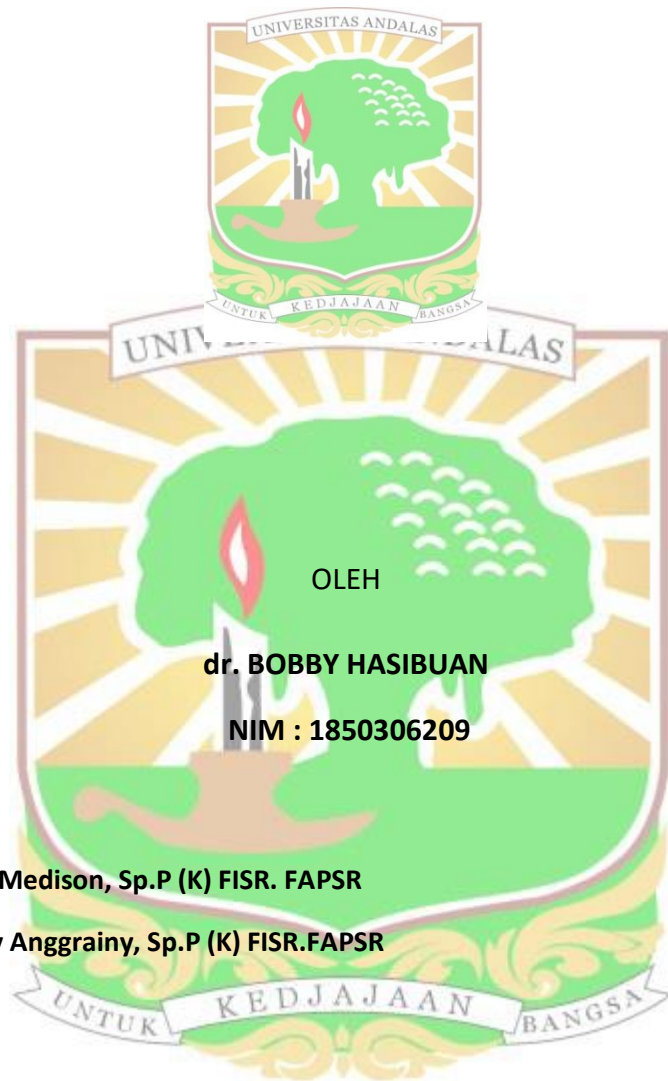 UNIVERSITAS ANDALAS
UNTUK KEDJAJAAN BANGSA
UNIV ALAS
OLEH
dr. BOBBY HASIBUAN
NIM : 1850306209
Medison, Sp.P (K) FISR. FAPSR
Anggrainy, Sp.P (K) FISR.FAPSR
UNTUK KEDJAJAAN BANGSA